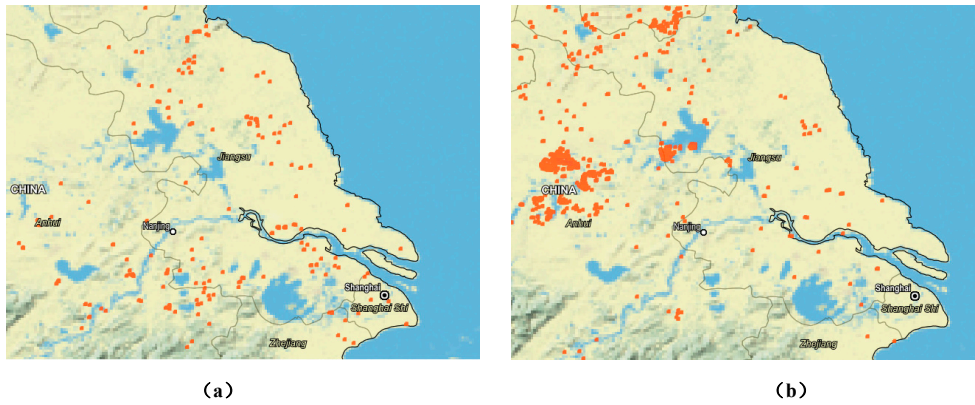 Jiangsu
CHINA
Anhui
Nanjing
Shanghai
Shanghai Shi
Zhejiang
(a)
Jiangsu
CHINA
Anhui
Nanjing
Shanghai
Shanghai Shi
Zhejiang
(b)